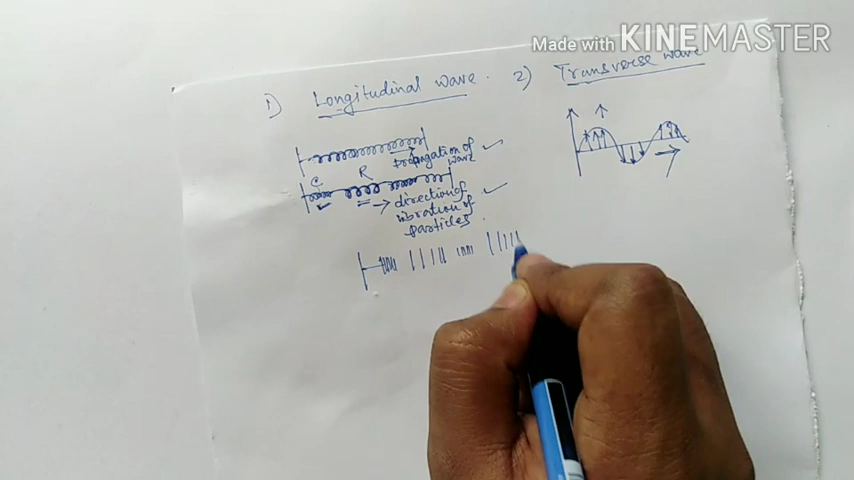 Made with KINEMASTER
1) Longitudinal wave. 2) Transverse wave
propagation of
wave
C R
direction of
vibration of
particles.